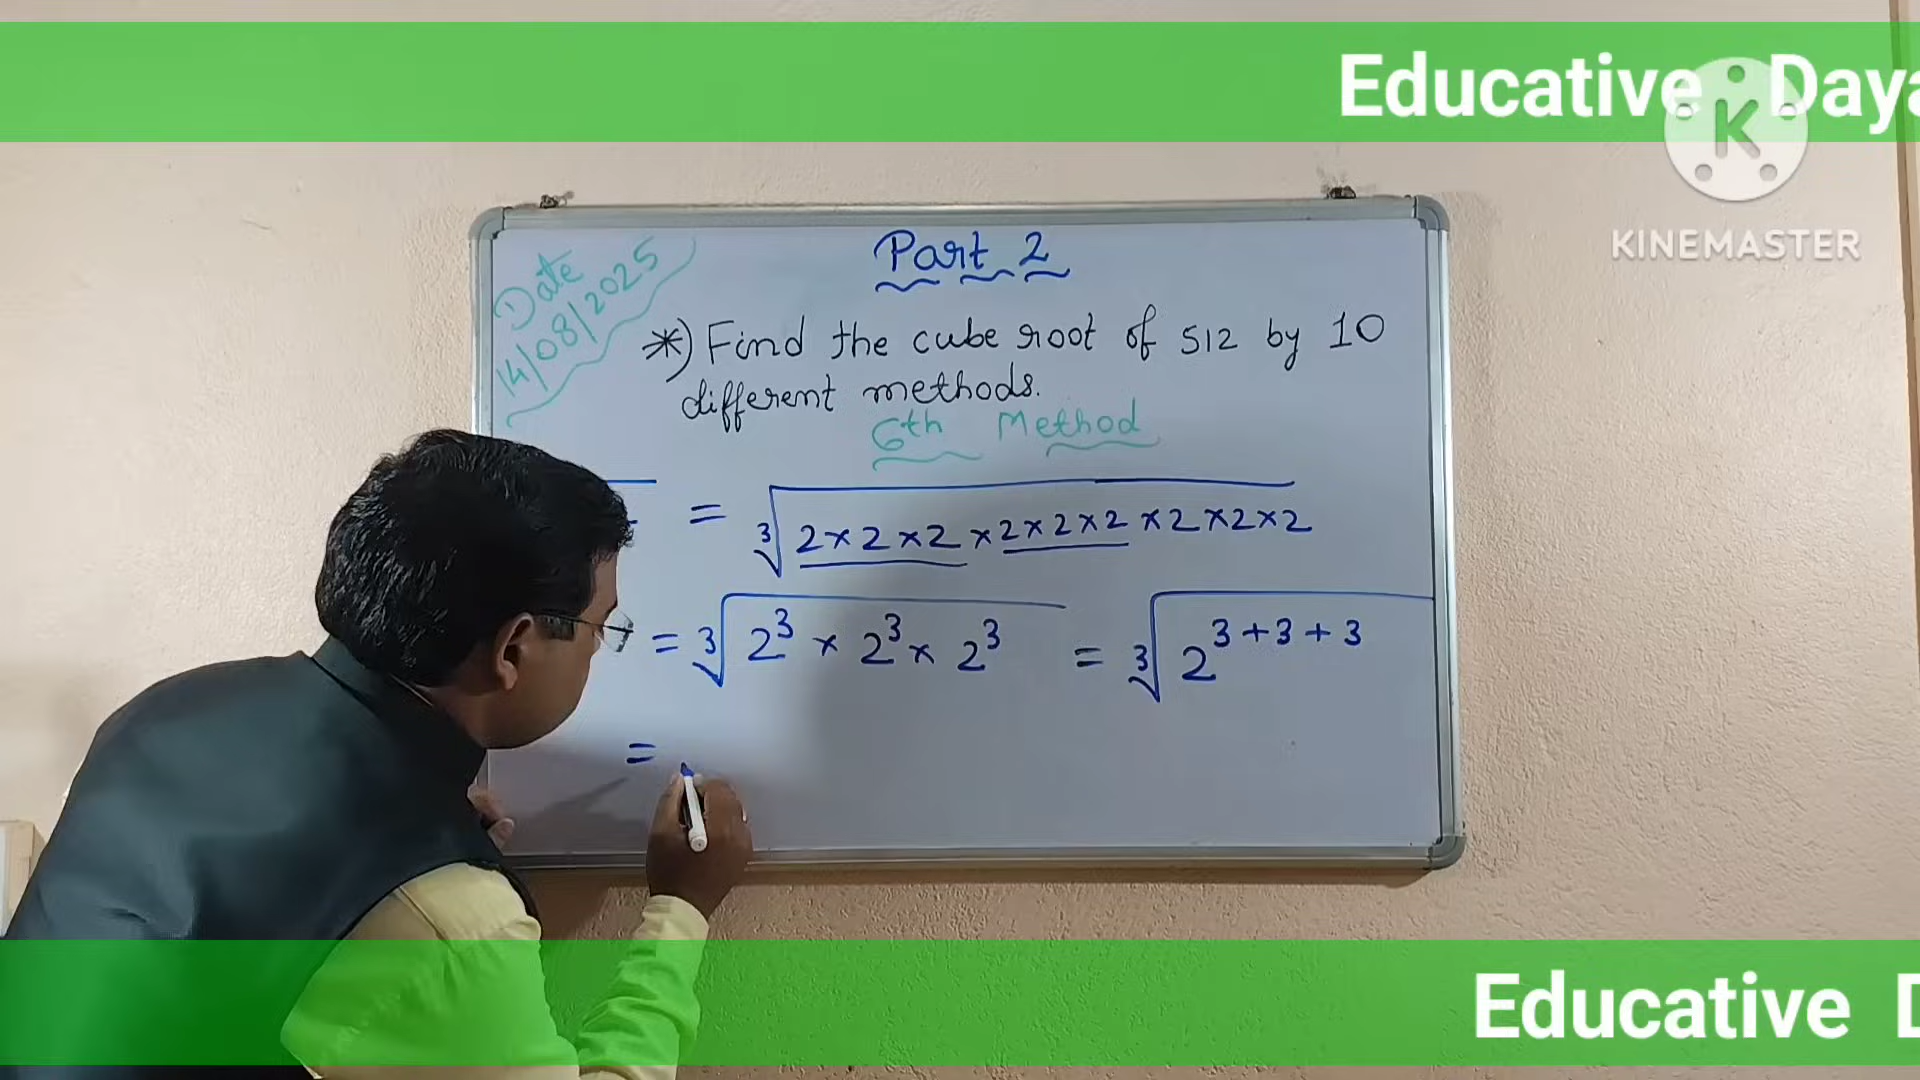 Educative Daya
KINEMASTER
Part 2
Date
14/08/2025
*) Find the cube root of 512 by 10
different methods.
6th Method
= ∛2×2×2×2×2×2×2×2×2
= ∛2³ × 2³ × 2³ = ∛2³⁺³⁺³
=
Educative D